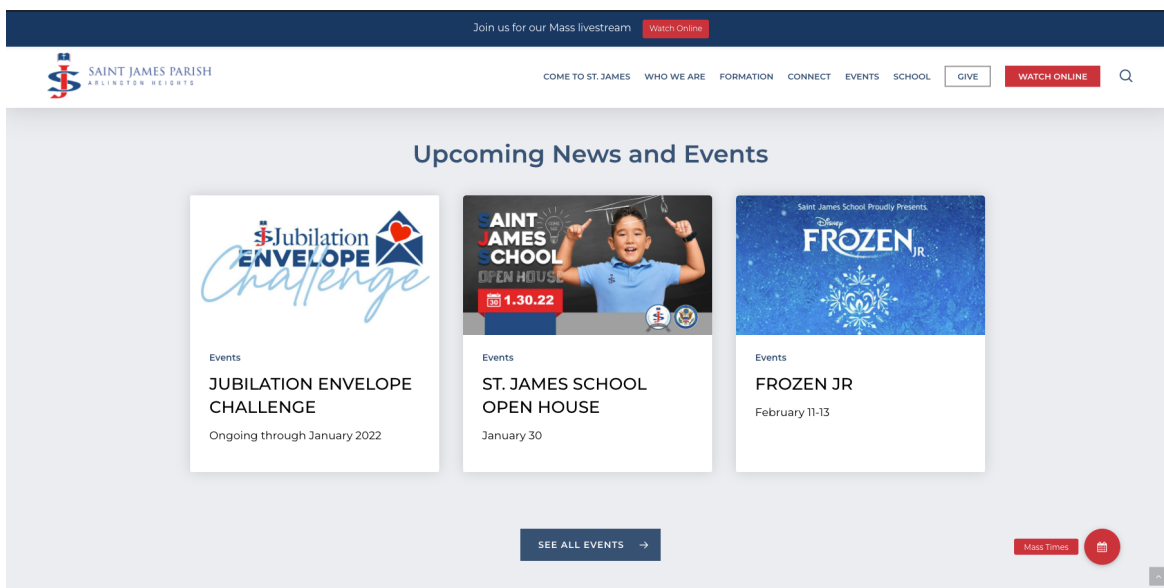 Join us for our Mass livestream Watch Online
SAINT JAMES PARISH
ARLINGTON HEIGHTS
COME TO ST. JAMES WHO WE ARE FORMATION CONNECT EVENTS SCHOOL GIVE WATCH ONLINE
Upcoming News and Events
Jubilation
ENVELOPE
Challenge
Events
JUBILATION ENVELOPE
CHALLENGE
Ongoing through January 2022
SAINT
JAMES
SCHOOL
OPEN HOUSE
30 1.30.22
Events
ST. JAMES SCHOOL
OPEN HOUSE
January 30
Saint James School Proudly Presents
Disney
FROZEN JR.
Events
FROZEN JR
February 11-13
SEE ALL EVENTS →
Mass Times